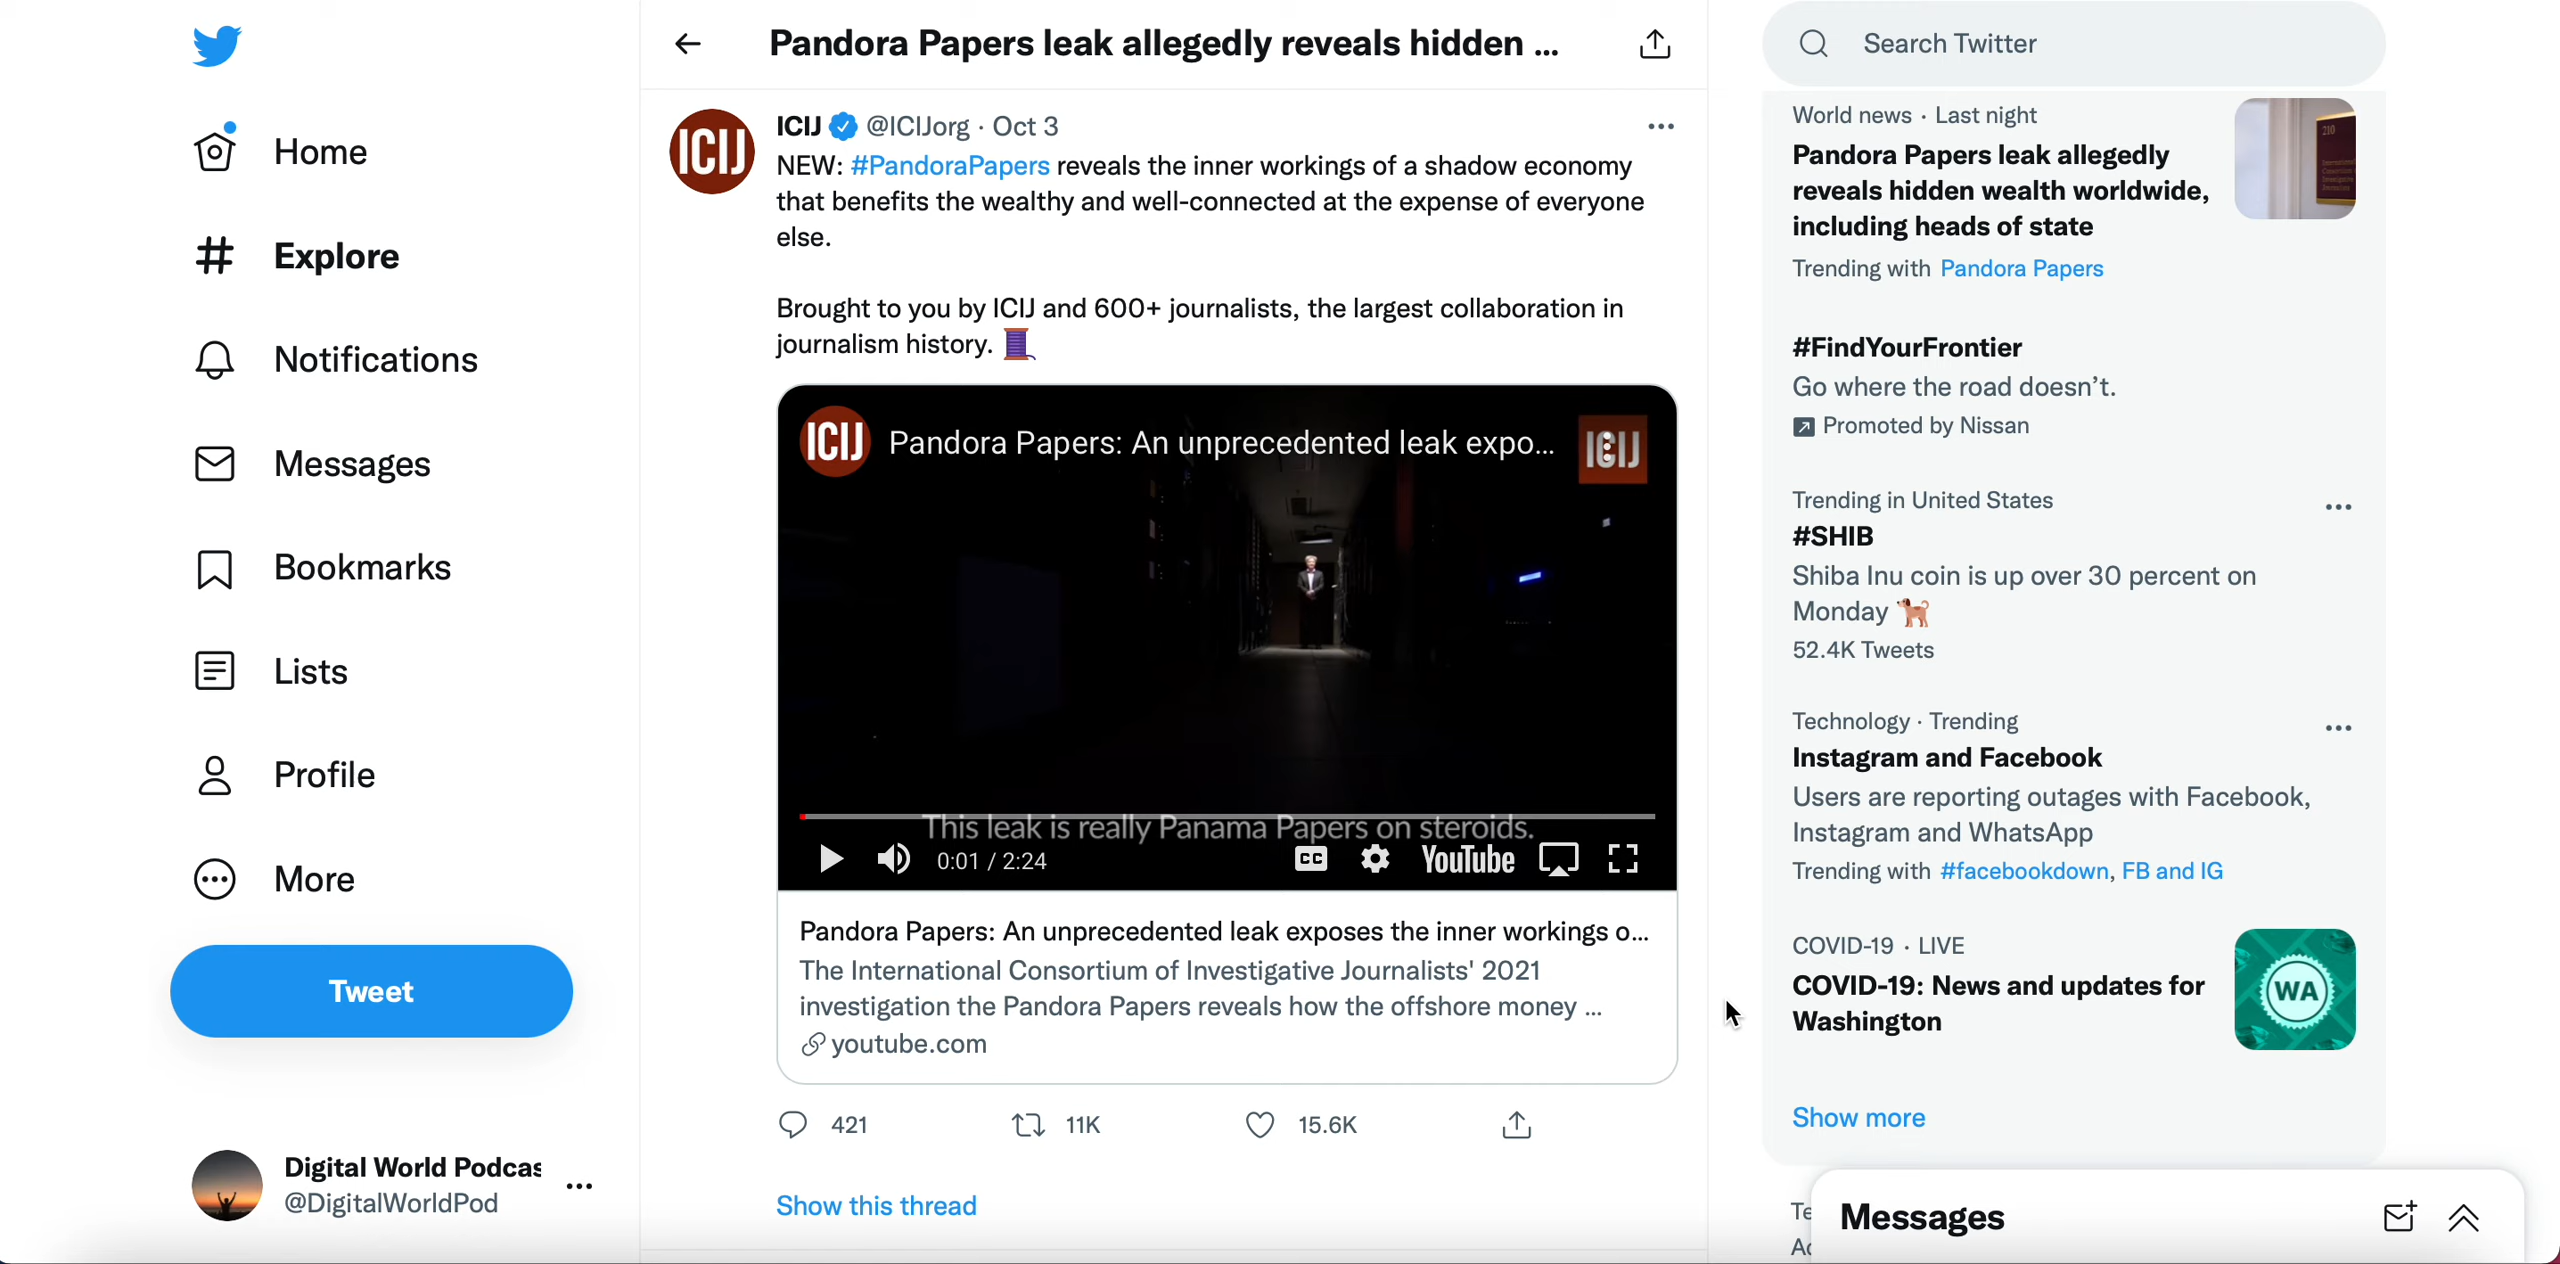 Home
Explore
Notifications
Messages
Bookmarks
Lists
Profile
More
Tweet
Digital World Podcas
@DigitalWorldPod
Pandora Papers leak allegedly reveals hidden ...
ICIJ
ICIJ @ICIJorg · Oct 3
NEW: #PandoraPapers reveals the inner workings of a shadow economy
that benefits the wealthy and well-connected at the expense of everyone
else.
Brought to you by ICIJ and 600+ journalists, the largest collaboration in
journalism history.
ICIJ
Pandora Papers: An unprecedented leak expo...
ICIJ
This leak is really Panama Papers on steroids.
0:01 / 2:24
CC
YouTube
Pandora Papers: An unprecedented leak exposes the inner workings o...
The International Consortium of Investigative Journalists' 2021
investigation the Pandora Papers reveals how the offshore money ...
youtube.com
421
11K
15.6K
Show this thread
Search Twitter
World news · Last night
Pandora Papers leak allegedly
reveals hidden wealth worldwide,
including heads of state
Trending with Pandora Papers
210
#FindYourFrontier
Go where the road doesn't.
Promoted by Nissan
Trending in United States
#SHIB
Shiba Inu coin is up over 30 percent on
Monday
52.4K Tweets
Technology · Trending
Instagram and Facebook
Users are reporting outages with Facebook,
Instagram and WhatsApp
Trending with #facebookdown, FB and IG
COVID-19 · LIVE
COVID-19: News and updates for
Washington
WA
Show more
Te
Ac
Messages